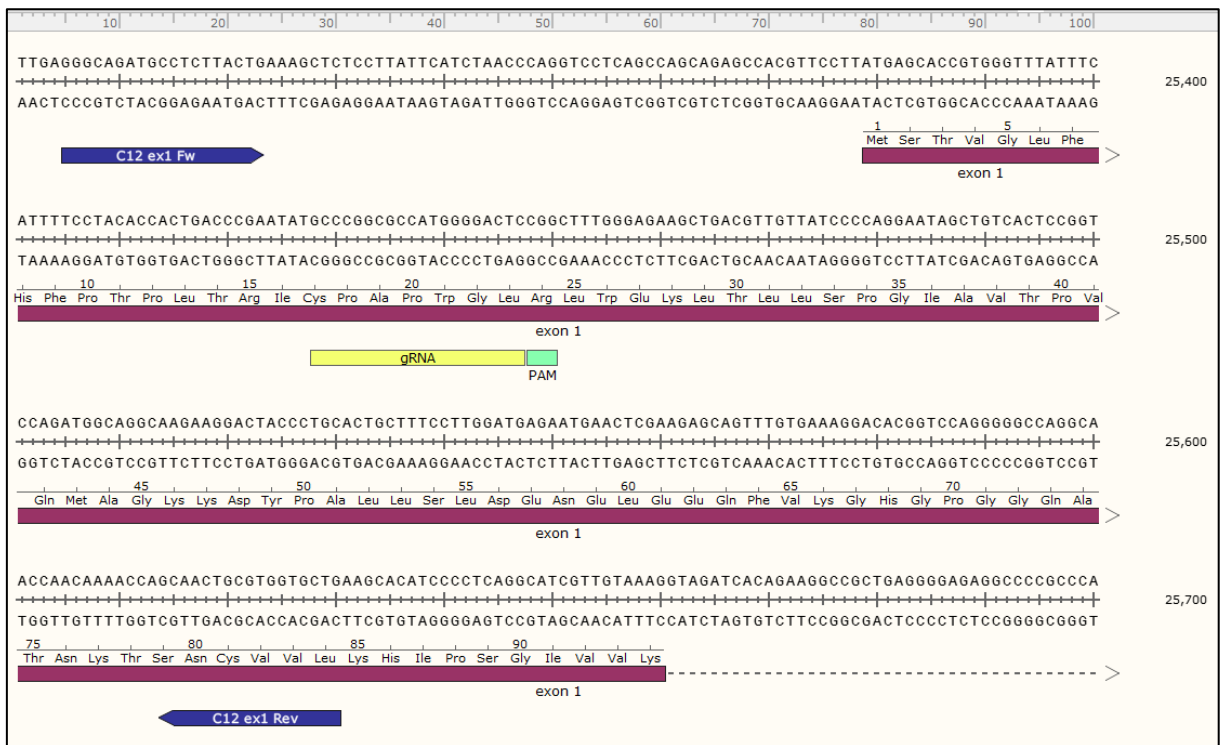 10 20 30 40 50 60 70 80 90 100
TTGAGGGCAGATGCCTCTTACTGAAAGCTCTCCTTATTCATCTAACCCAGGTCCTCAGCCAGCAGAGCCACGTTCCTTATGAGCACCGTGGGTTTATTTC
25,400
AACTCCCGTCTACGGAGAATGACTTTCGAGAGGAATAAGTAGATTGGGTCCAGGAGTCGGTCGTCTCGGTGCAAGGAATACTCGTGGCACCCAAATAAAG
1 5
Met Ser Thr Val Gly Leu Phe
C12 ex1 Fw
exon 1
ATTTTCCTACACCACTGACCCGAATATGCCCGGCGCCATGGGGACTCCGGCTTTGGGAGAAGCTGACGTTGTTATCCCCAGGAATAGCTGTCACTCCGGT
25,500
TAAAAGGATGTGGTGACTGGGCTTATACGGGCCGCGGTACCCCTGAGGCCGAAACCCTCTTCGACTGCAACAATAGGGGTCCTTATCGACAGTGAGGCCA
10 15 20 25 30 35 40
His Phe Pro Thr Pro Leu Thr Arg Ile Cys Pro Ala Pro Trp Gly Leu Arg Leu Trp Glu Lys Leu Thr Leu Leu Ser Pro Gly Ile Ala Val Thr Pro Val
exon 1
gRNA
PAM
CCAGATGGCAGGCAAGAAGGACTACCCTGCACTGCTTTCCTTGGATGAGAATGAACTCGAAGAGCAGTTTGTGAAAGGACACGGTCCAGGGGGCCAGGCA
25,600
GGTCTACCGTCCGTTCTTCCTGATGGGACGTGACGAAAGGAACCTACTCTTACTTGAGCTTCTCGTCAAACACTTTCCTGTGCCAGGTCCCCCGGTCCGT
45 50 55 60 65 70
Gln Met Ala Gly Lys Lys Asp Tyr Pro Ala Leu Leu Ser Leu Asp Glu Asn Glu Leu Glu Glu Gln Phe Val Lys Gly His Gly Pro Gly Gly Gln Ala
exon 1
ACCAACAAAACCAGCAACTGCGTGGTGCTGAAGCACATCCCCTCAGGCATCGTTGTAAAGGTAGATCACAGAAGGCCGCTGAGGGGAGAGGCCCCGCCCA
25,700
TGGTTGTTTTGGTCGTTGACGCACCACGACTTCGTGTAGGGGAGTCCGTAGCAACATTTCCATCTAGTGTCTTCCGGCGACTCCCCTCTCCGGGGCGGGT
75 80 85 90
Thr Asn Lys Thr Ser Asn Cys Val Val Leu Lys His Ile Pro Ser Gly Ile Val Val Lys
exon 1
C12 ex1 Rev